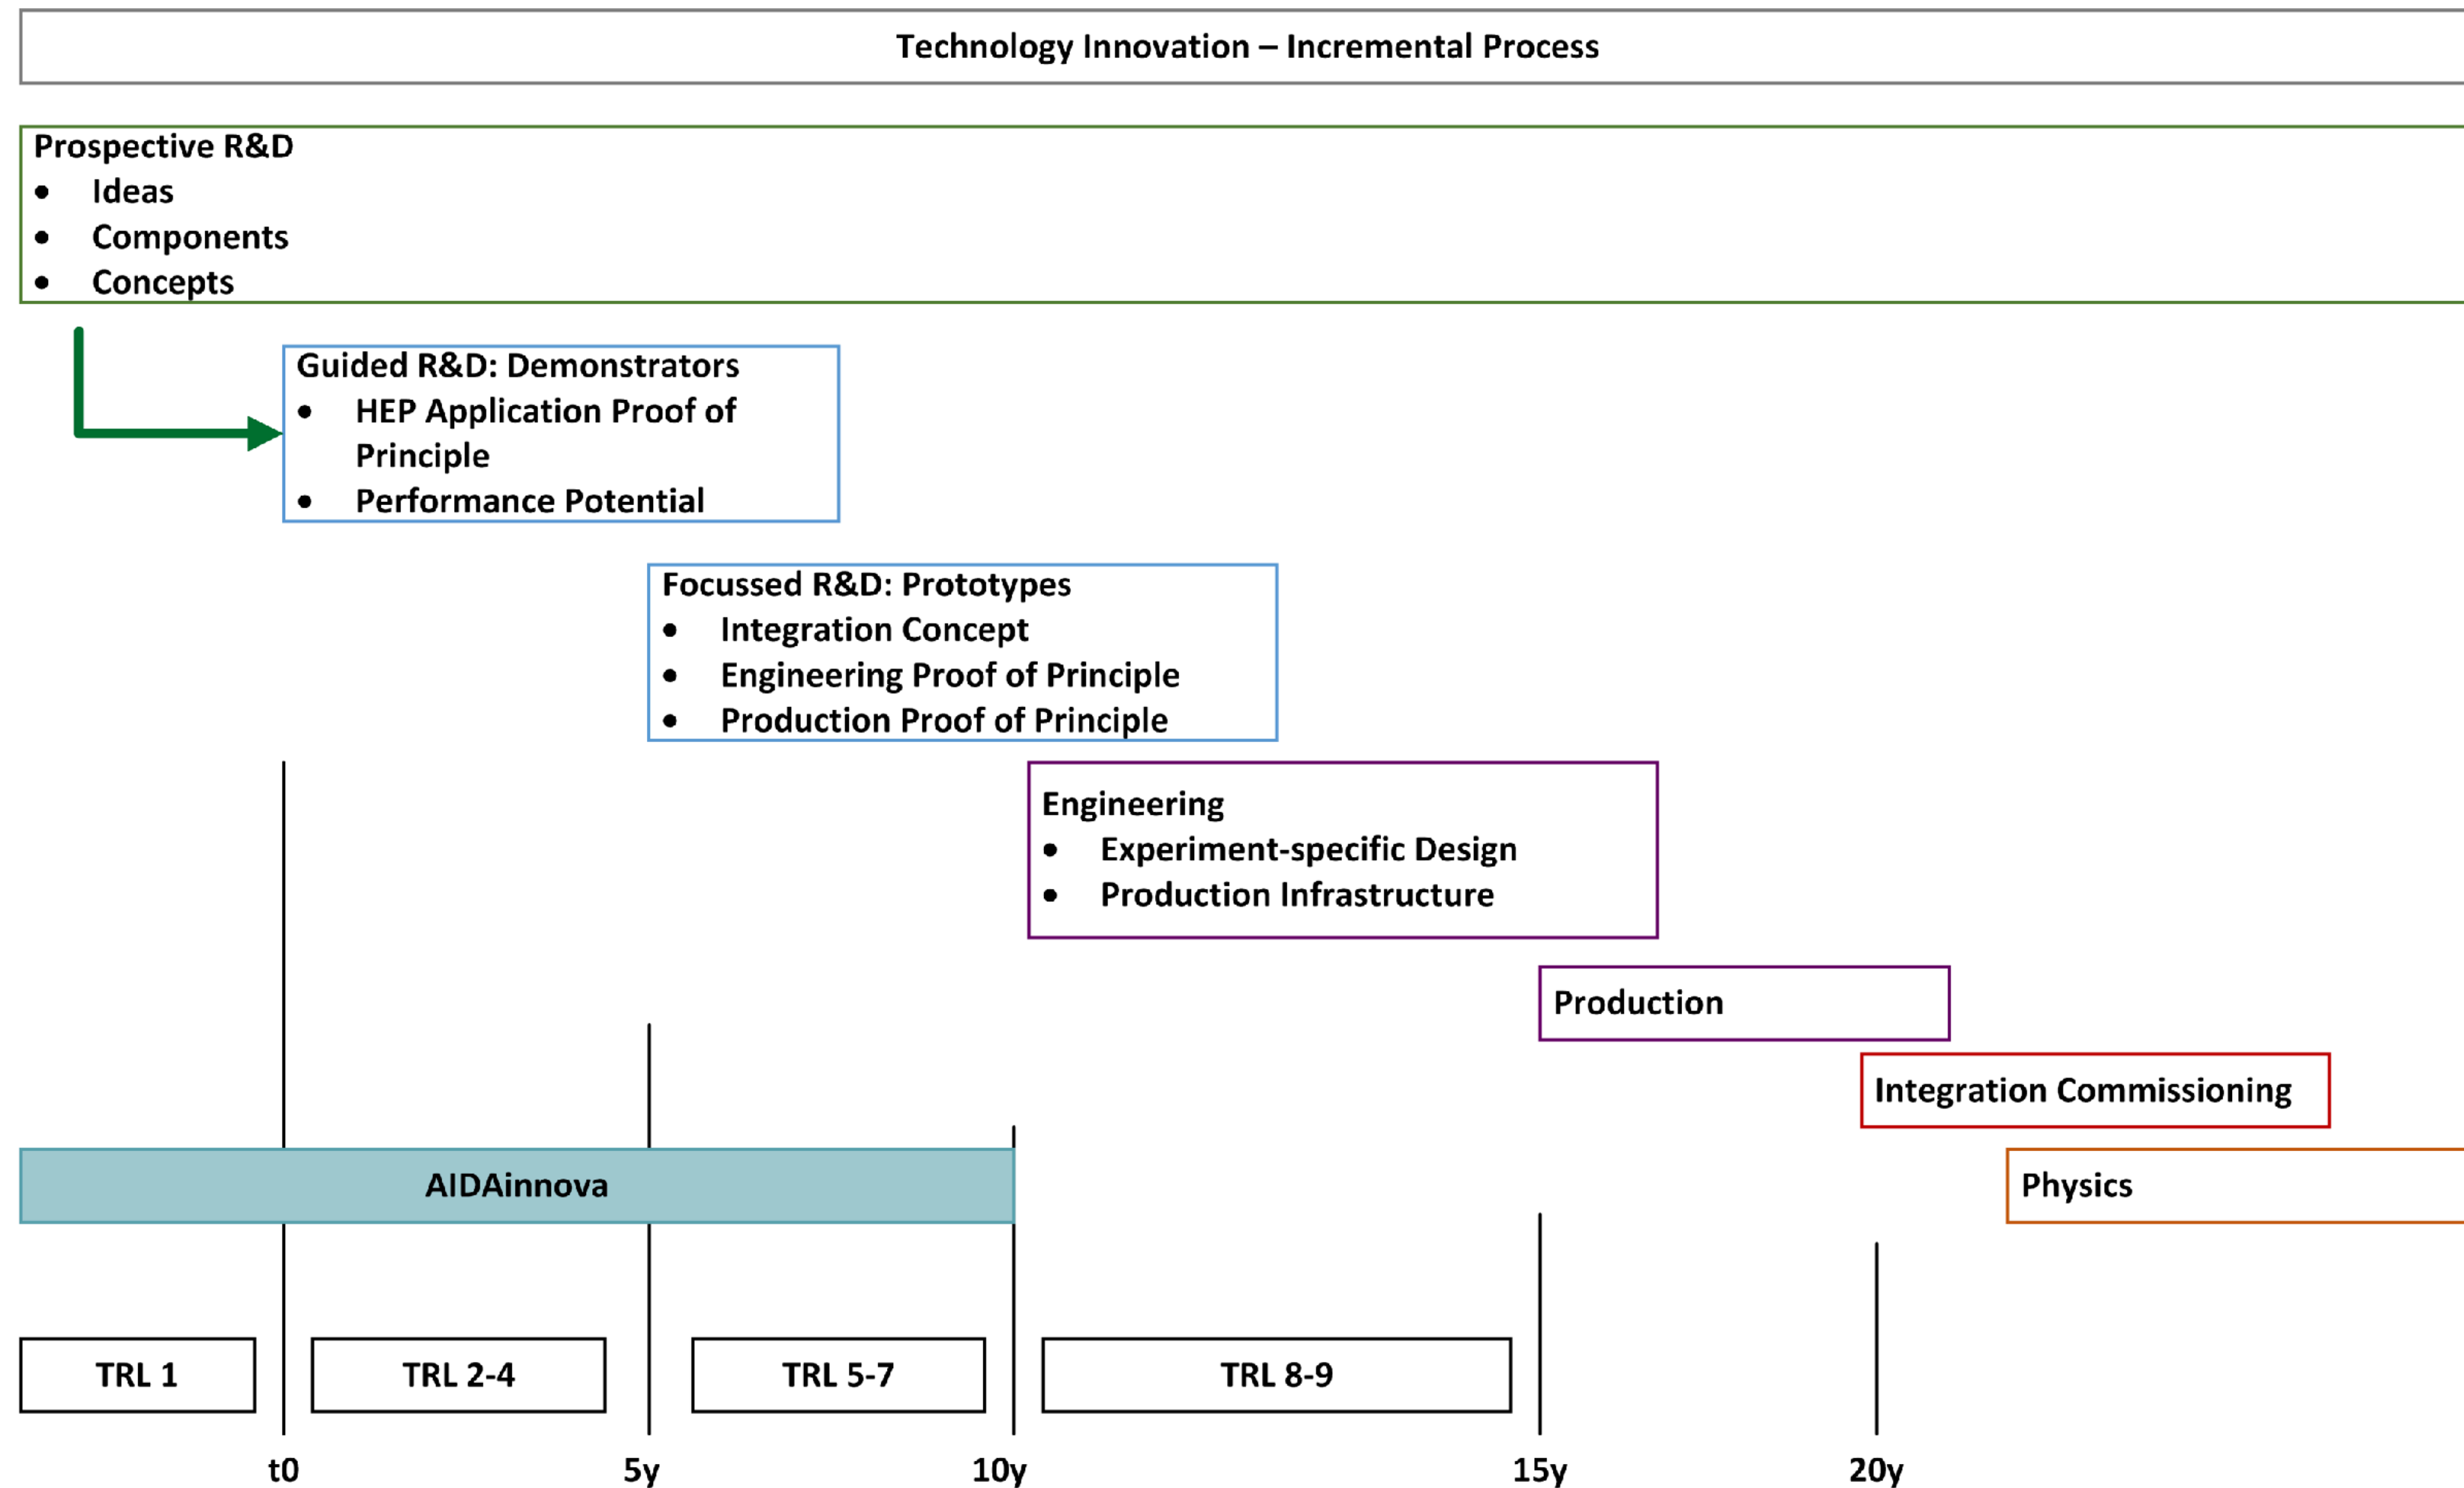 Technology Innovation – Incremental Process
Prospective R&D
• Ideas
• Components
• Concepts
Guided R&D: Demonstrators
• HEP Application Proof of
Principle
• Performance Potential
Focussed R&D: Prototypes
• Integration Concept
• Engineering Proof of Principle
• Production Proof of Principle
Engineering
• Experiment-specific Design
• Production Infrastructure
Production
Integration Commissioning
AIDAinnova
Physics
TRL 1
TRL 2-4
TRL 5-7
TRL 8-9
t0
5y
10y
15y
20y